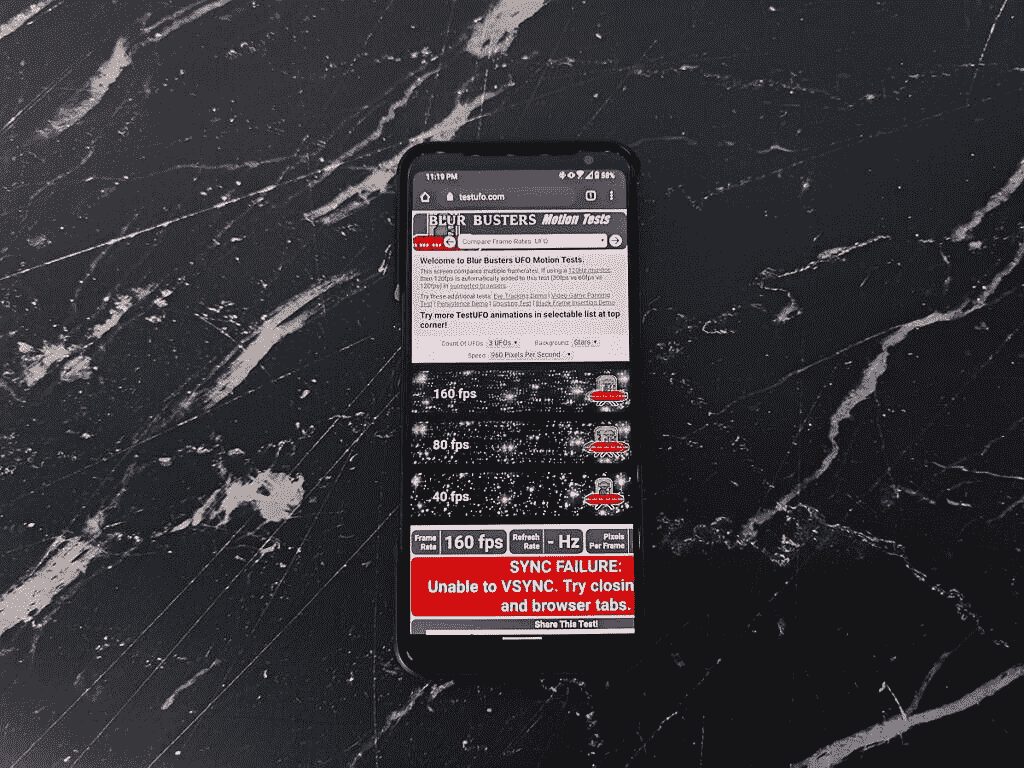 11:19 PM
58%
testufo.com
BLUR BUSTERS Motion Tests
Compare Frame Rates UFO
Welcome to Blur Busters UFO Motion Tests.
This screen compares multiple framerates. If using a 120Hz monitor,
then 120fps is automatically added to this test (30fps vs 60fps vs
120fps) in supported browsers.
Try these additional tests: Eye Tracking Demo | Video Game Panning
Test | Persistence Demo | Ghosting Test | Black Frame Insertion Demo
Try more TestUFO animations in selectable list at top
corner!
Count Of UFOs: 3 UFOs Background: Stars
Speed: 960 Pixels Per Second
160 fps
80 fps
40 fps
Frame Rate 160 fps Refresh Rate - Hz Pixels Per Frame
SYNC FAILURE:
Unable to VSYNC. Try closin
and browser tabs.
Share This Test!